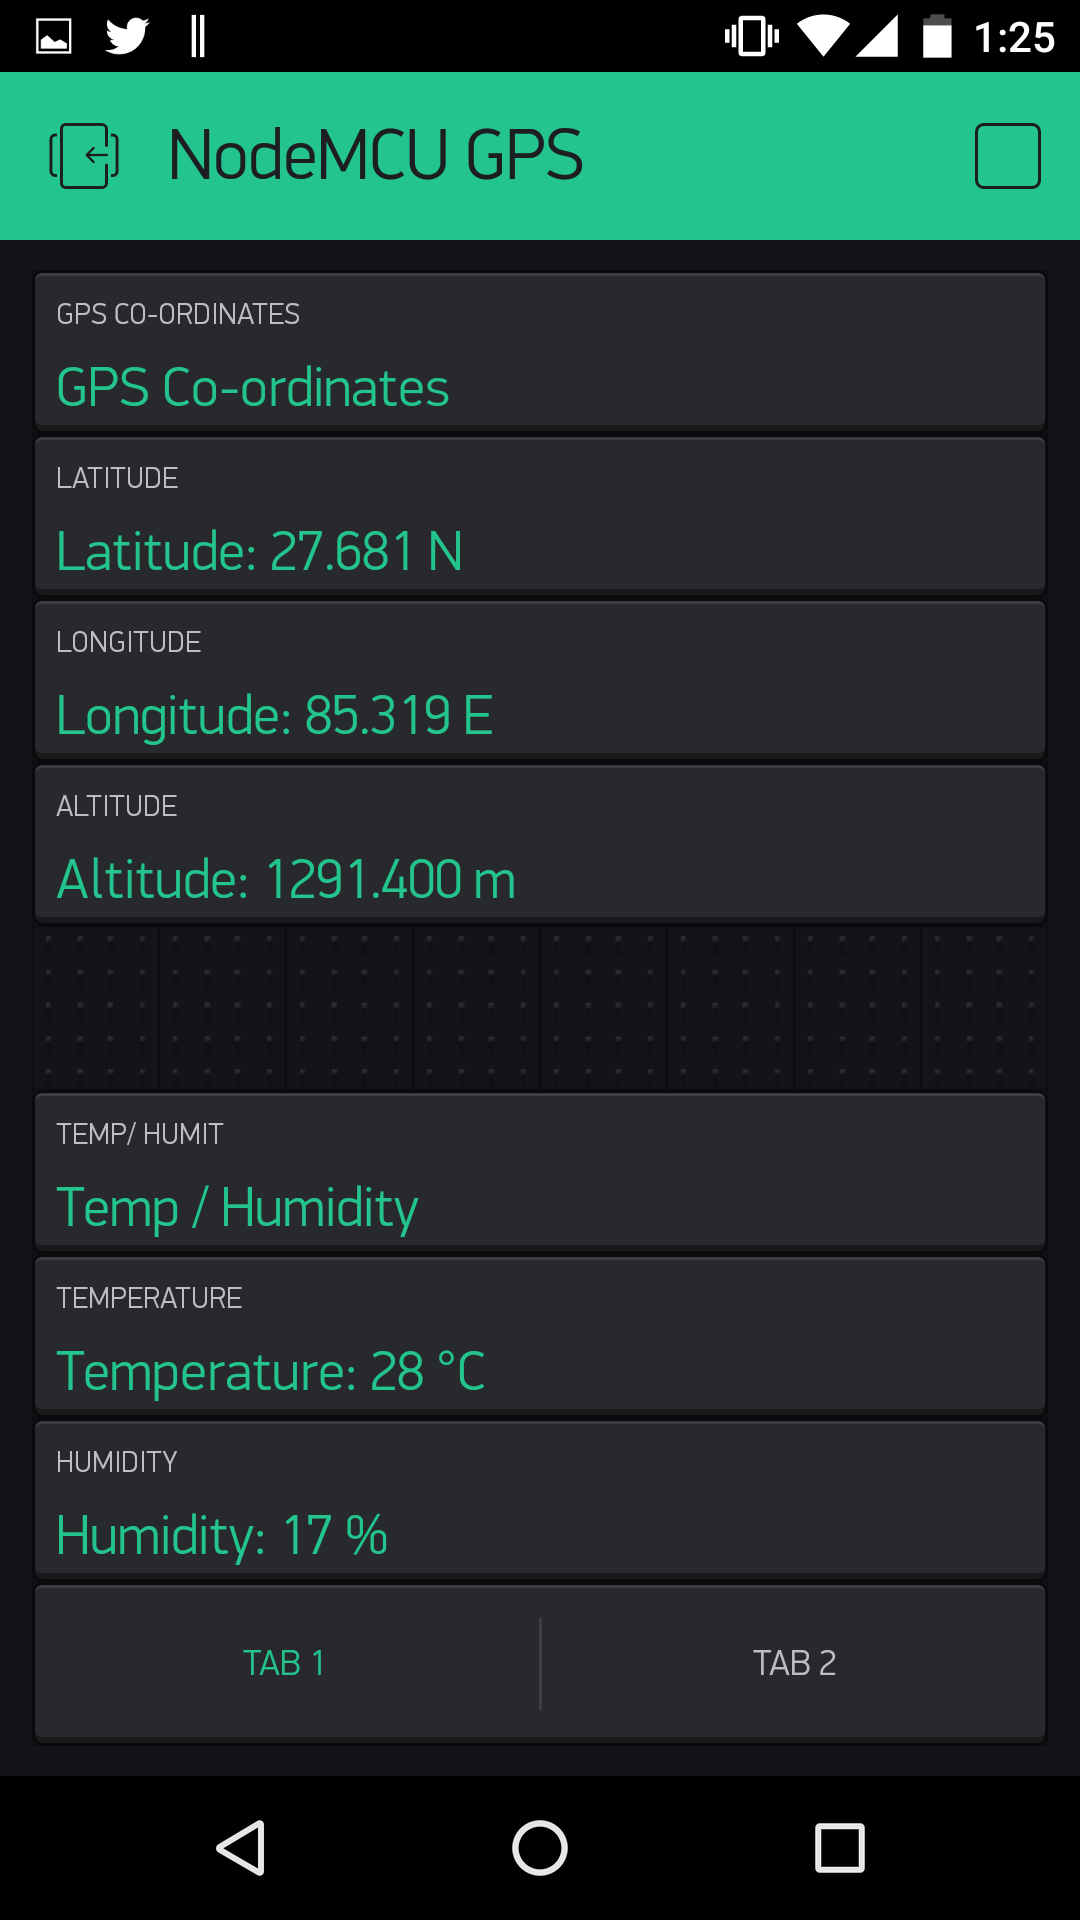 1:25
NodeMCU GPS
GPS CO-ORDINATES
GPS Co-ordinates
LATITUDE
Latitude: 27.681 N
LONGITUDE
Longitude: 85.319 E
ALTITUDE
Altitude: 1291.400 m
TEMP/ HUMIT
Temp / Humidity
TEMPERATURE
Temperature: 28 °C
HUMIDITY
Humidity: 17 %
TAB 1 TAB 2